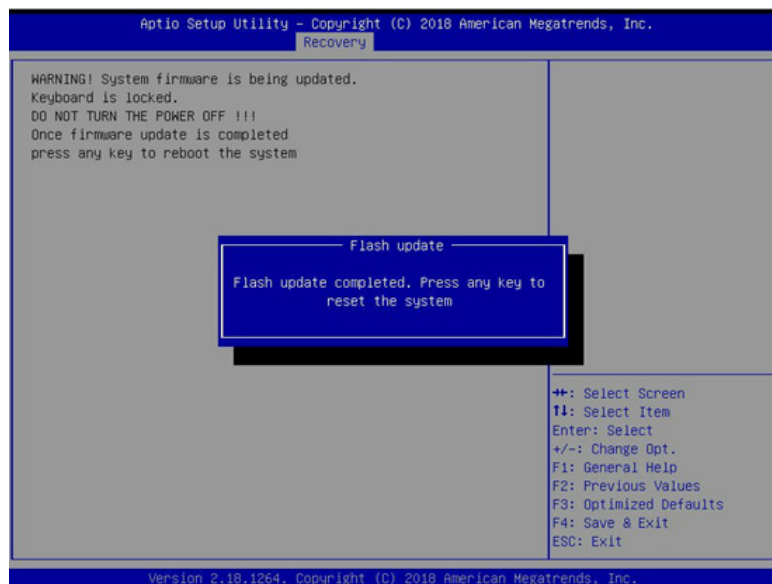 Aptio Setup Utility – Copyright (C) 2018 American Megatrends, Inc.
Recovery
WARNING! System firmware is being updated.
Keyboard is locked.
DO NOT TURN THE POWER OFF !!!
Once firmware update is completed
press any key to reboot the system
Flash update
Flash update completed. Press any key to
reset the system
→←: Select Screen
↑↓: Select Item
Enter: Select
+/-: Change Opt.
F1: General Help
F2: Previous Values
F3: Optimized Defaults
F4: Save & Exit
ESC: Exit
Version 2.18.1264. Copyright (C) 2018 American Megatrends, Inc.